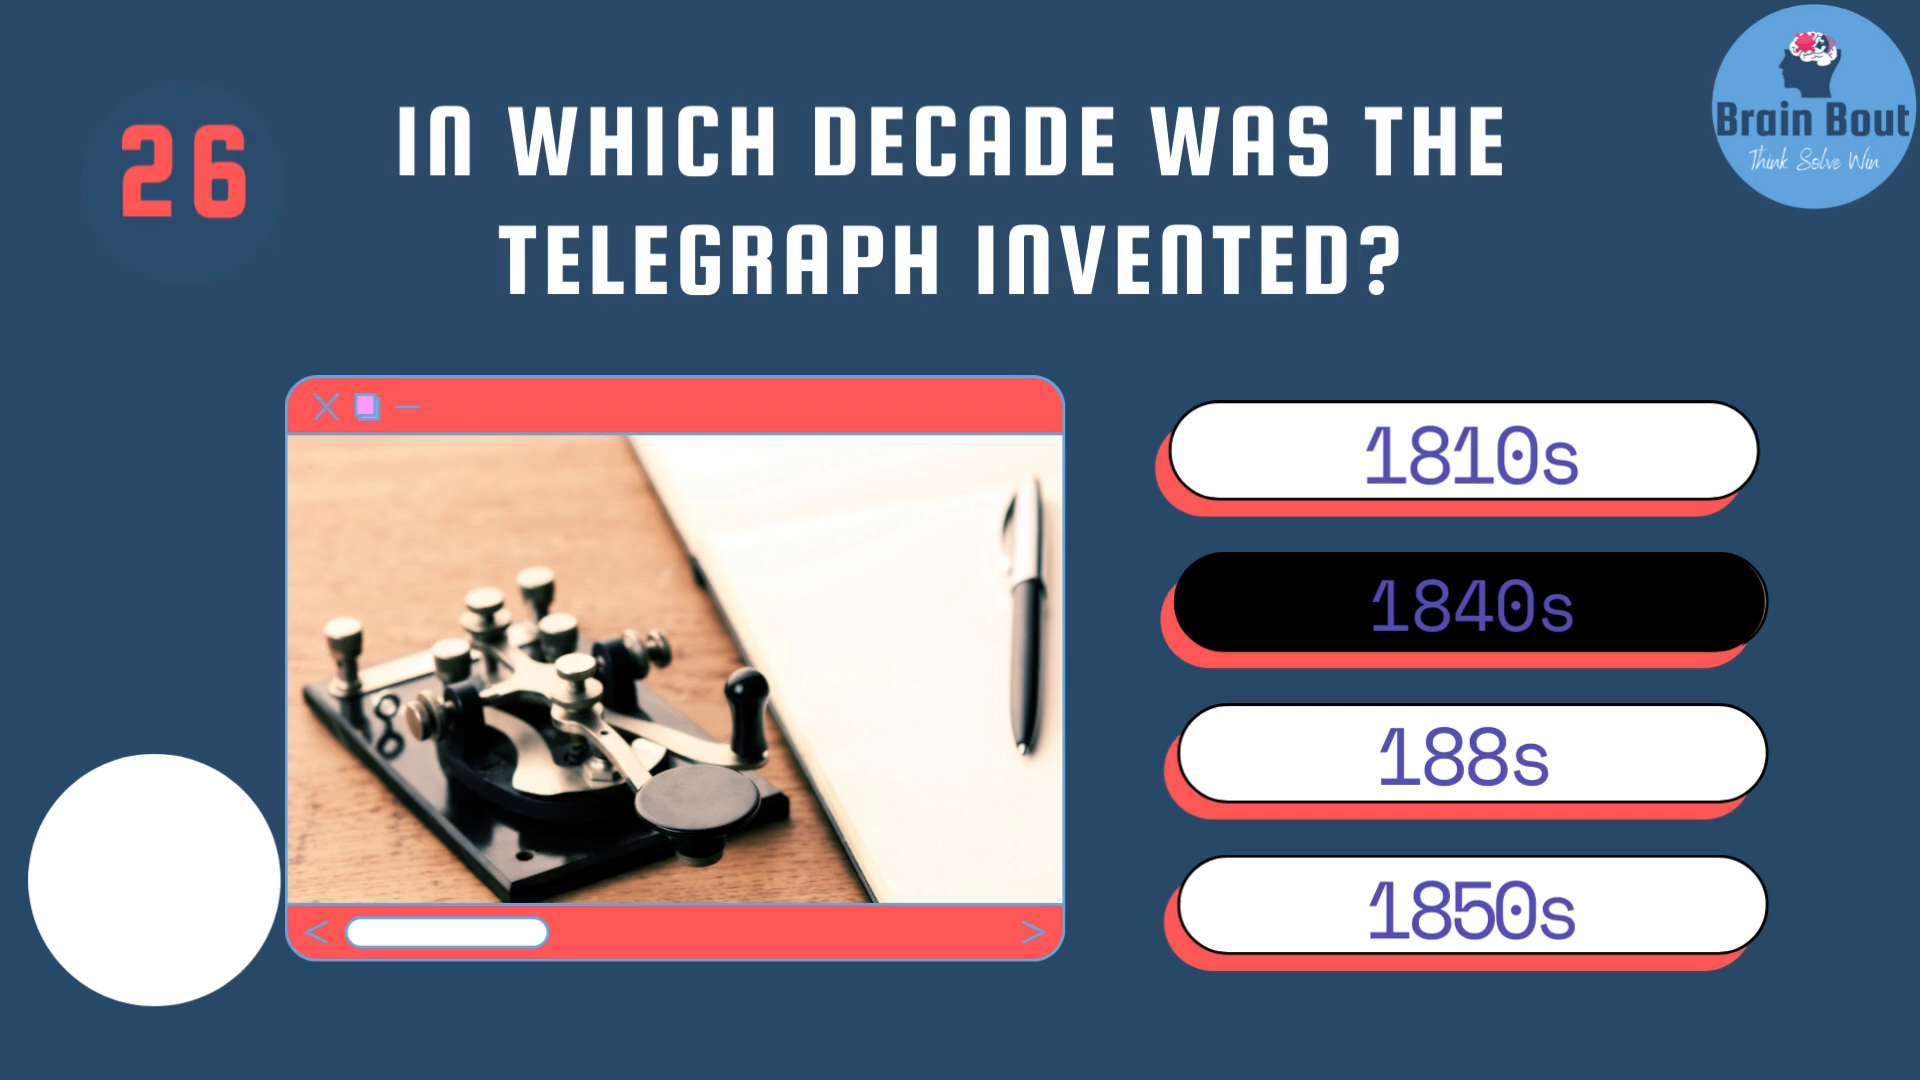 26
IN WHICH DECADE WAS THE
TELEGRAPH INVENTED?
Brain Bout
Think Solve Win
1810s
1840s
188s
1850s